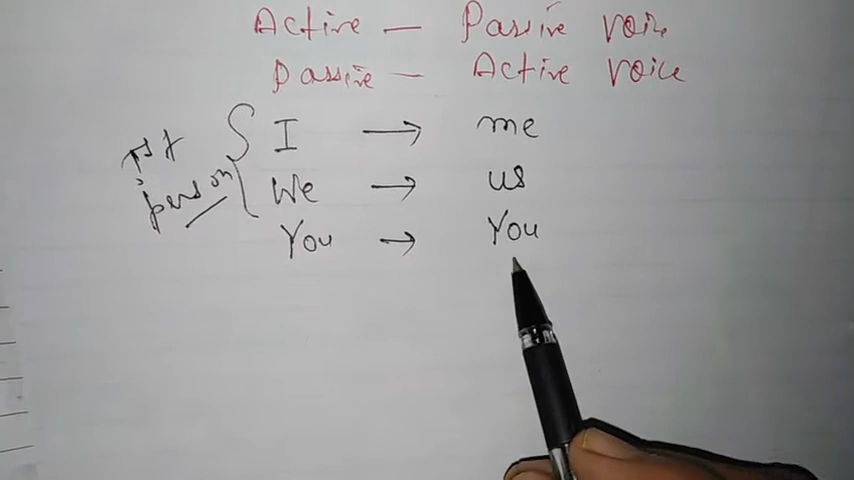 Active — Passive voice
Passive — Active voice
1st person
I → me
We → us
You → You